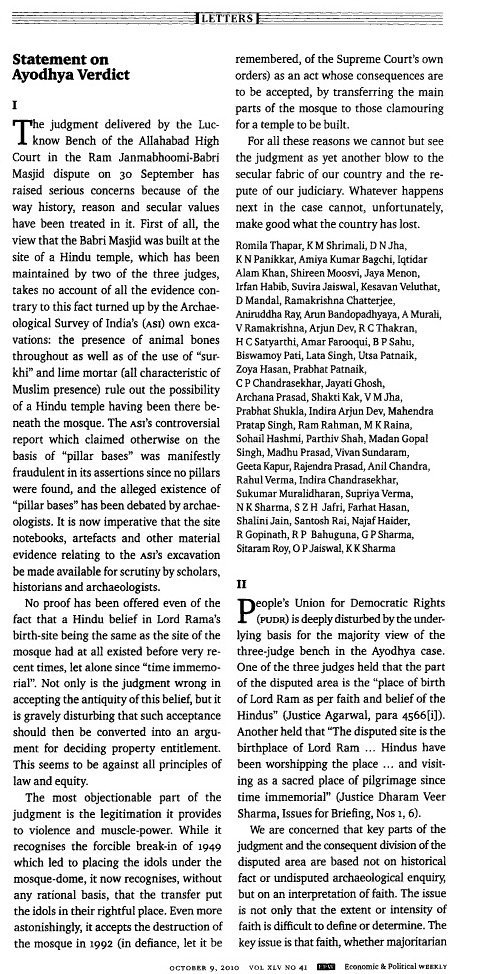 LETTERS
Statement on
Ayodhya Verdict
I
The judgment delivered by the Luc-
know Bench of the Allahabad High
Court in the Ram Janmabhoomi-Babri
Masjid dispute on 30 September has
raised serious concerns because of the
way history, reason and secular values
have been treated in it. First of all, the
view that the Babri Masjid was built at the
site of a Hindu temple, which has been
maintained by two of the three judges,
takes no account of all the evidence con-
trary to this fact turned up by the Archae-
ological Survey of India's (ASI) own exca-
vations: the presence of animal bones
throughout as well as of the use of "sur-
khi" and lime mortar (all characteristic of
Muslim presence) rule out the possibility
of a Hindu temple having been there be-
neath the mosque. The ASI's controversial
report which claimed otherwise on the
basis of "pillar bases" was manifestly
fraudulent in its assertions since no pillars
were found, and the alleged existence of
"pillar bases" has been debated by archae-
ologists. It is now imperative that the site
notebooks, artefacts and other material
evidence relating to the ASI's excavation
be made available for scrutiny by scholars,
historians and archaeologists.
No proof has been offered even of the
fact that a Hindu belief in Lord Rama's
birth-site being the same as the site of the
mosque had at all existed before very re-
cent times, let alone since "time immemo-
rial". Not only is the judgment wrong in
accepting the antiquity of this belief, but it
is gravely disturbing that such acceptance
should then be converted into an argu-
ment for deciding property entitlement.
This seems to be against all principles of
law and equity.
The most objectionable part of the
judgment is the legitimation it provides
to violence and muscle-power. While it
recognises the forcible break-in of 1949
which led to placing the idols under the
mosque-dome, it now recognises, without
any rational basis, that the transfer put
the idols in their rightful place. Even more
astonishingly, it accepts the destruction of
the mosque in 1992 (in defiance, let it be
remembered, of the Supreme Court's own
orders) as an act whose consequences are
to be accepted, by transferring the main
parts of the mosque to those clamouring
for a temple to be built.
For all these reasons we cannot but see
the judgment as yet another blow to the
secular fabric of our country and the re-
pute of our judiciary. Whatever happens
next in the case cannot, unfortunately,
make good what the country has lost.
Romila Thapar, K M Shrimali, D N Jha,
K N Panikkar, Amiya Kumar Bagchi, Iqtidar
Alam Khan, Shireen Moosvi, Jaya Menon,
Irfan Habib, Suvira Jaiswal, Kesavan Veluthat,
D Mandal, Ramakrishna Chatterjee,
Aniruddha Ray, Arun Bandopadhyaya, A Murali,
V Ramakrishna, Arjun Dev, R C Thakran,
H C Satyarthi, Amar Farooqui, B P Sahu,
Biswamoy Pati, Lata Singh, Utsa Patnaik,
Zoya Hasan, Prabhat Patnaik,
C P Chandrasekhar, Jayati Ghosh,
Archana Prasad, Shakti Kak, V M Jha,
Prabhat Shukla, Indira Arjun Dev, Mahendra
Pratap Singh, Ram Rahman, M K Raina,
Sohail Hashmi, Parthiv Shah, Madan Gopal
Singh, Madhu Prasad, Vivan Sundaram,
Geeta Kapur, Rajendra Prasad, Anil Chandra,
Rahul Verma, Indira Chandrasekhar,
Sukumar Muralidharan, Supriya Verma,
N K Sharma, S Z H Jafri, Farhat Hasan,
Shalini Jain, Santosh Rai, Najaf Haider,
R Gopinath, R P Bahuguna, G P Sharma,
Sitaram Roy, O P Jaiswal, K K Sharma
II
People's Union for Democratic Rights
(PUDR) is deeply disturbed by the under-
lying basis for the majority view of the
three-judge bench in the Ayodhya case.
One of the three judges held that the part
of the disputed area is the "place of birth
of Lord Ram as per faith and belief of the
Hindus" (Justice Agarwal, para 4566[i]).
Another held that "The disputed site is the
birthplace of Lord Ram ... Hindus have
been worshipping the place ... and visit-
ing as a sacred place of pilgrimage since
time immemorial" (Justice Dharam Veer
Sharma, Issues for Briefing, Nos 1, 6).
We are concerned that key parts of the
judgment and the consequent division of the
disputed area are based not on historical
fact or undisputed archaeological enquiry,
but on an interpretation of faith. The issue
is not only that the extent or intensity of
faith is difficult to define or determine. The
key issue is that faith, whether majoritarian
OCTOBER 9, 2010 VOL XLV NO 41 EPW Economic & Political WEEKLY